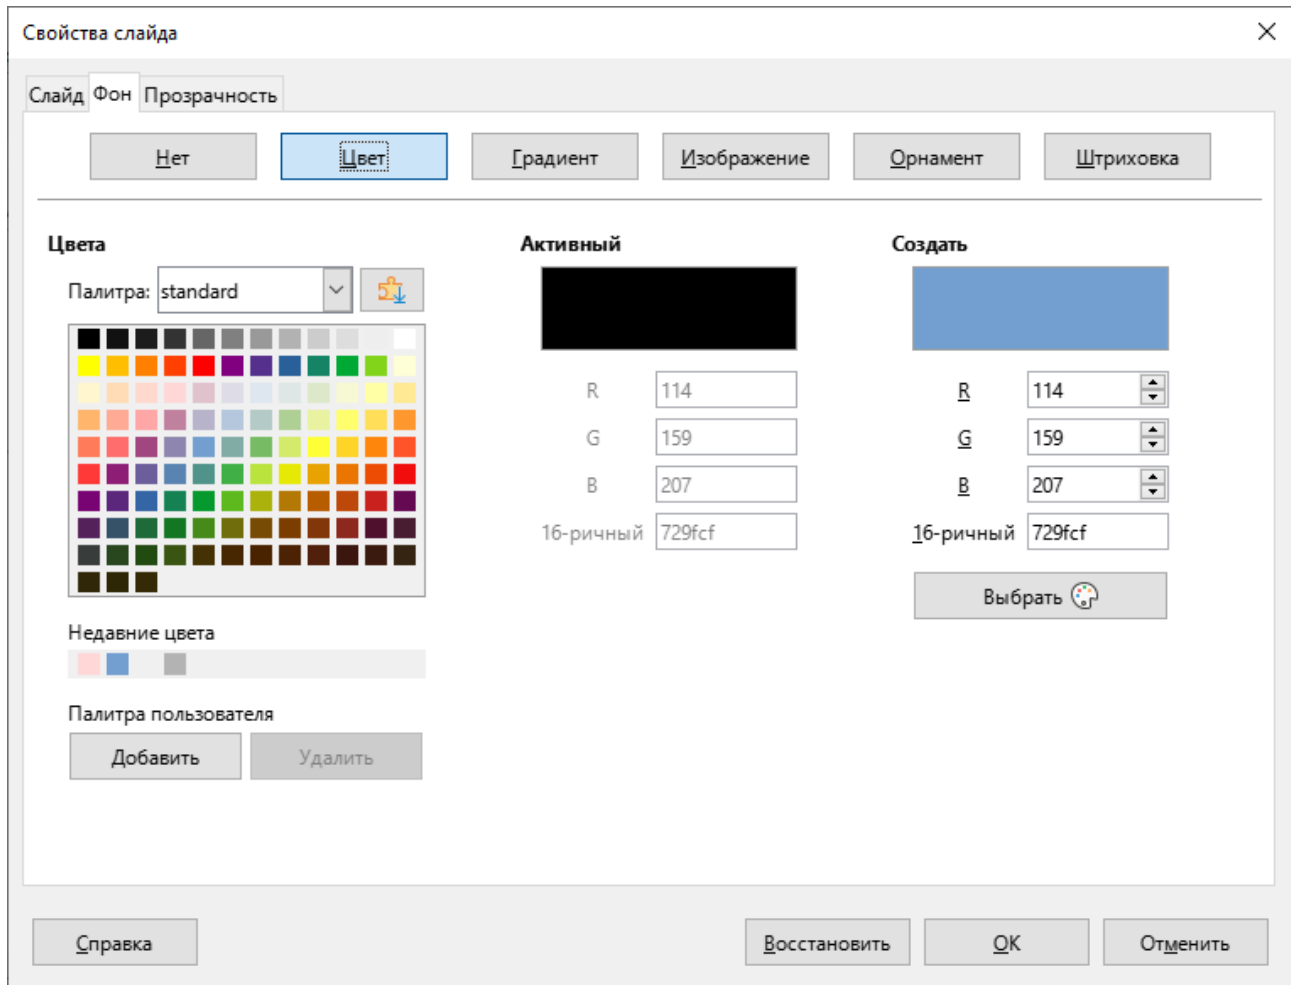 Свойства слайда
Слайд Фон Прозрачность
Нет Цвет Градиент Изображение Орнамент Штриховка
Цвета Активный Создать
Палитра: standard
R 114 R 114
G 159 G 159
B 207 B 207
16-ричный 729fcf 16-ричный 729fcf
Выбрать
Недавние цвета
Палитра пользователя
Добавить Удалить
Справка Восстановить ОК Отменить